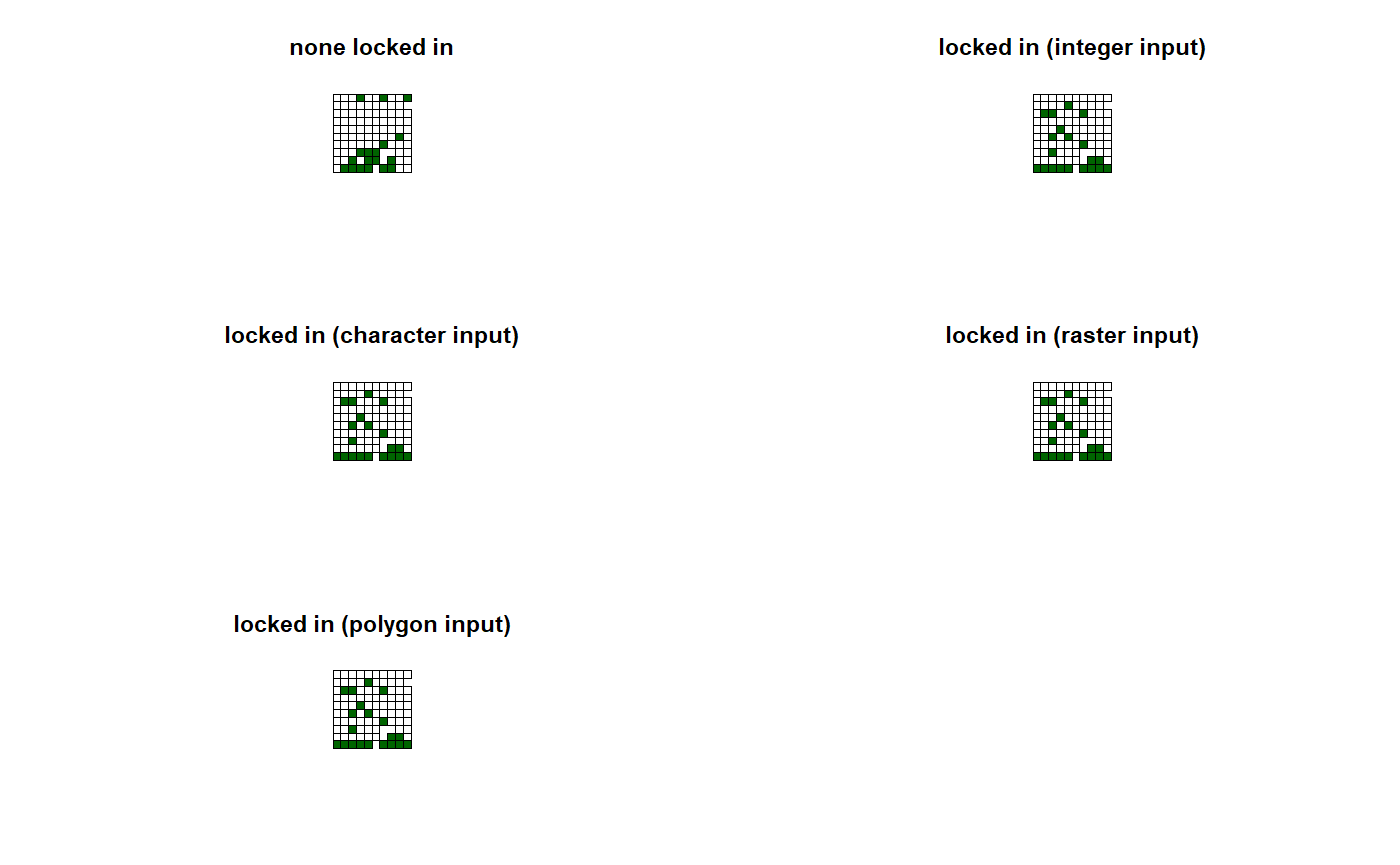 none locked in
locked in (integer input)
locked in (character input)
locked in (raster input)
locked in (polygon input)